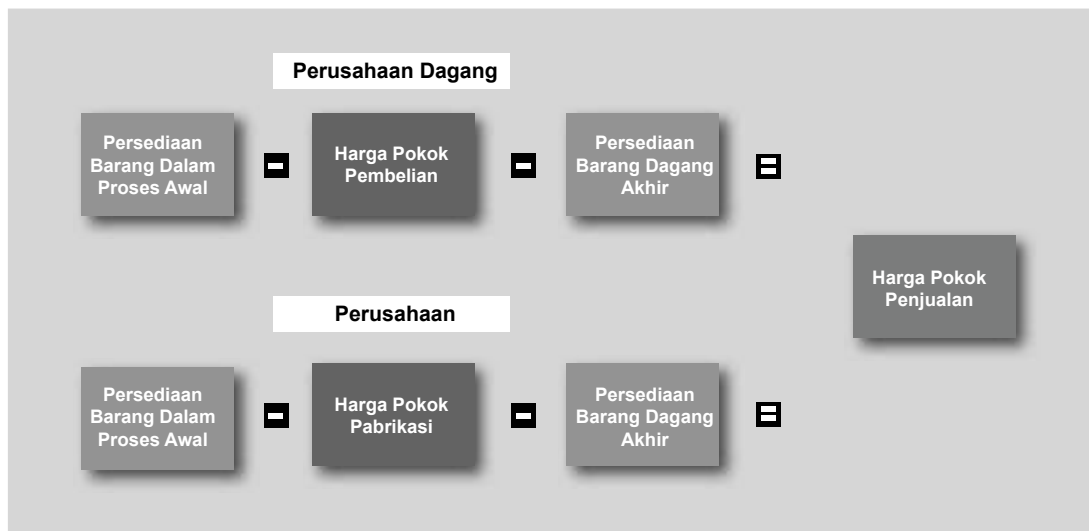 Perusahaan Dagang
Persediaan
Barang Dalam
Proses Awal
-
Harga Pokok
Pembelian
-
Persediaan
Barang Dagang
Akhir
=
Harga Pokok
Penjualan
Perusahaan
Persediaan
Barang Dalam
Proses Awal
-
Harga Pokok
Pabrikasi
-
Persediaan
Barang Dagang
Akhir
=